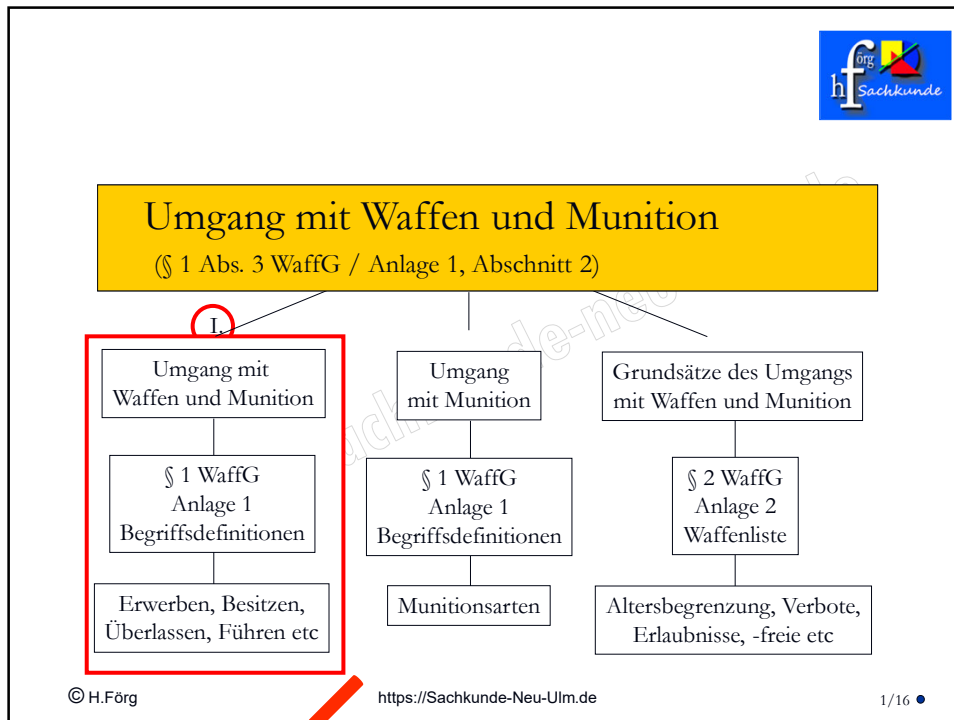 hförg
Sachkunde
Umgang mit Waffen und Munition
(§ 1 Abs. 3 WaffG / Anlage 1, Abschnitt 2)
I.
Umgang mit
Waffen und Munition
§ 1 WaffG
Anlage 1
Begriffsdefinitionen
Erwerben, Besitzen,
Überlassen, Führen etc
Umgang
mit Munition
§ 1 WaffG
Anlage 1
Begriffsdefinitionen
Munitionsarten
Grundsätze des Umgangs
mit Waffen und Munition
§ 2 WaffG
Anlage 2
Waffenliste
Altersbegrenzung, Verbote,
Erlaubnisse, -freie etc
© H.Förg
https://Sachkunde-Neu-Ulm.de
1/16